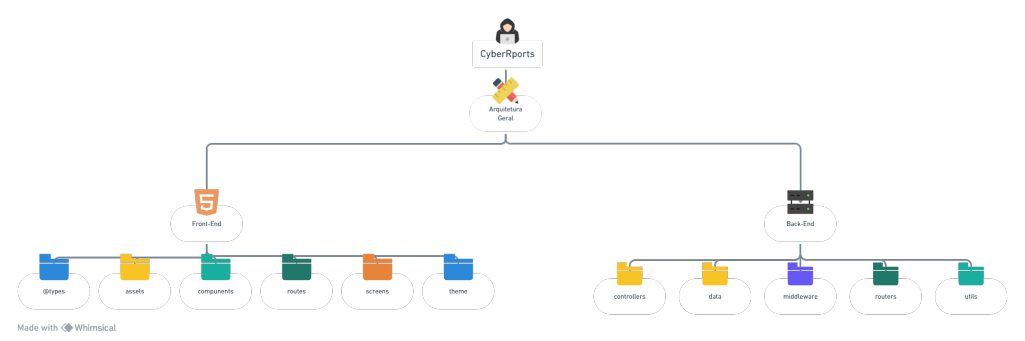 CyberRports
Arquitetura
Geral
Front-End
Back-End
@types
assets
components
routes
screens
theme
controllers
data
middleware
routers
utils
Made with Whimsical